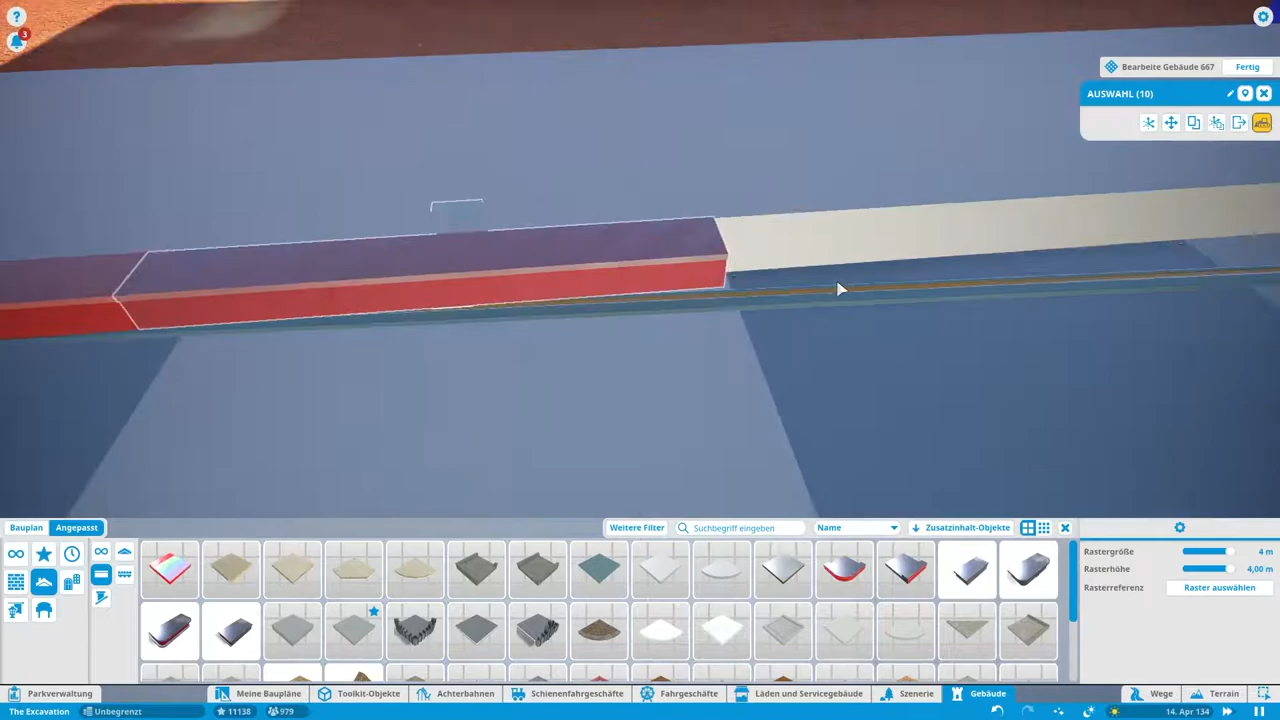 ?
3
Bearbeite Gebäude 667
Fertig
AUSWAHL (10)
Bauplan
Angepasst
Weitere Filter
Suchbegriff eingeben
Name
Zusatzinhalt-Objekte
Rastergröße
4 m
Rasterhöhe
4,00 m
Rasterreferenz
Raster auswählen
Parkverwaltung
Meine Baupläne
Toolkit-Objekte
Achterbahnen
Schienenfahrgeschäfte
Fahrgeschäfte
Läden und Servicegebäude
Szenerie
Gebäude
Wege
Terrain
The Excavation
Unbegrenzt
11138
979
14. Apr 134